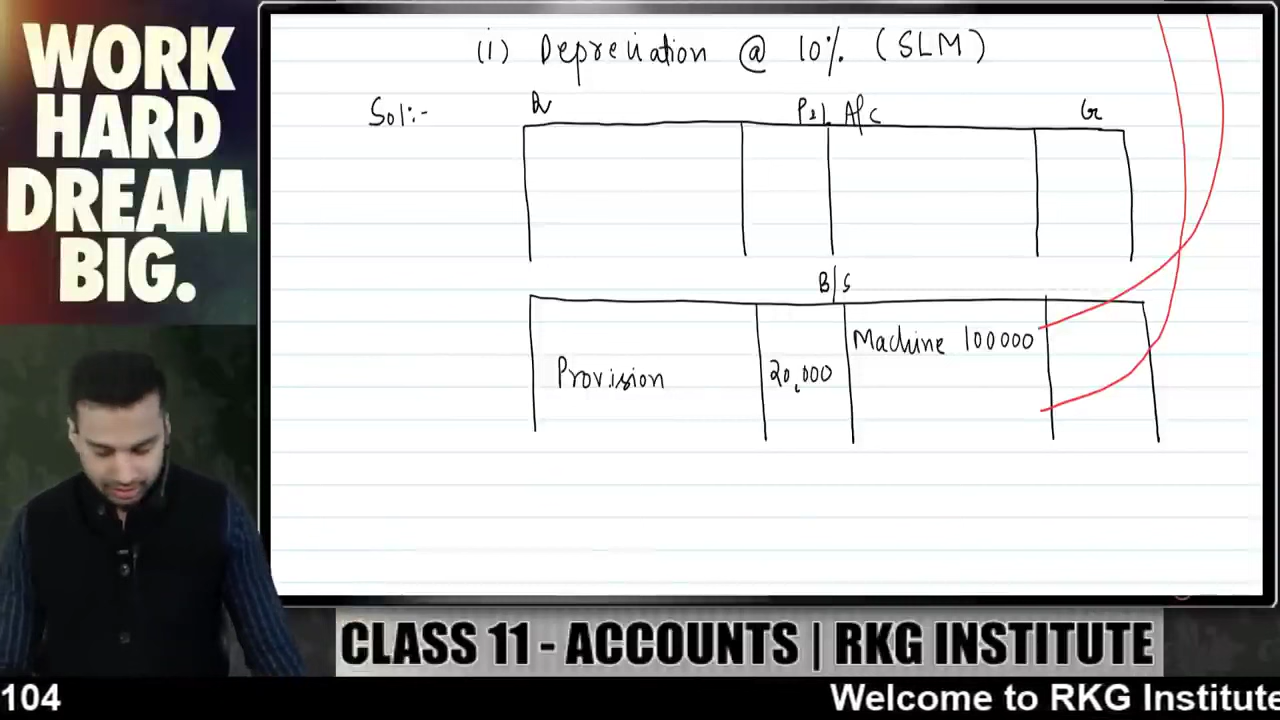 WORK
HARD
DREAM
BIG.
(i) Depreciation @ 10% (SLM)
Sol:-
Dr P&L A/c Cr
B/S
Machine 100000
Provision 20,000
CLASS 11 - ACCOUNTS | RKG INSTITUTE
104 Welcome to RKG Institute